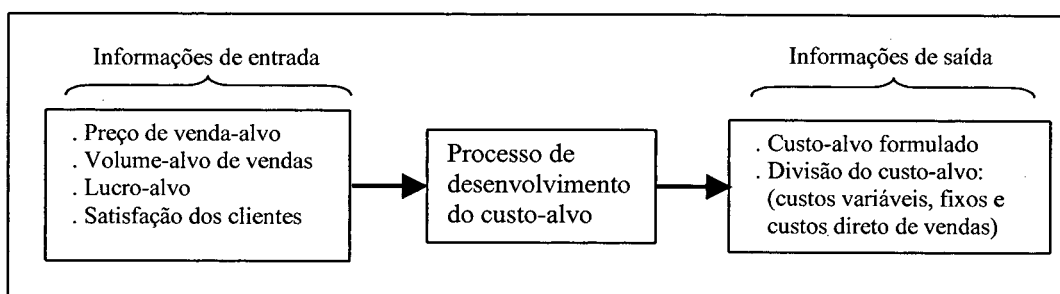 Informações de entrada
. Preço de venda-alvo
. Volume-alvo de vendas
. Lucro-alvo
. Satisfação dos clientes
Processo de
desenvolvimento
do custo-alvo
Informações de saída
. Custo-alvo formulado
. Divisão do custo-alvo:
(custos variáveis, fixos e
custos direto de vendas)